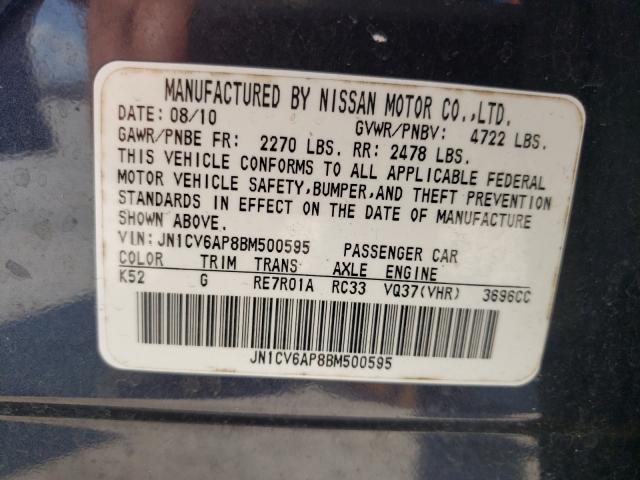 MANUFACTURED BY NISSAN MOTOR CO.,LTD.
DATE: 08/10 GVWR/PNBV: 4722 LBS.
GAWR/PNBE FR: 2270 LBS. RR: 2478 LBS.
THIS VEHICLE CONFORMS TO ALL APPLICABLE FEDERAL
MOTOR VEHICLE SAFETY,BUMPER,AND THEFT PREVENTION
STANDARDS IN EFFECT ON THE DATE OF MANUFACTURE
SHOWN ABOVE.
VIN:JN1CV6AP8BM500595 PASSENGER CAR
COLOR TRIM TRANS AXLE ENGINE
K52 G RE7R01A RC33 VQ37(VHR) 3696CC
JN1CV6AP8BM500595